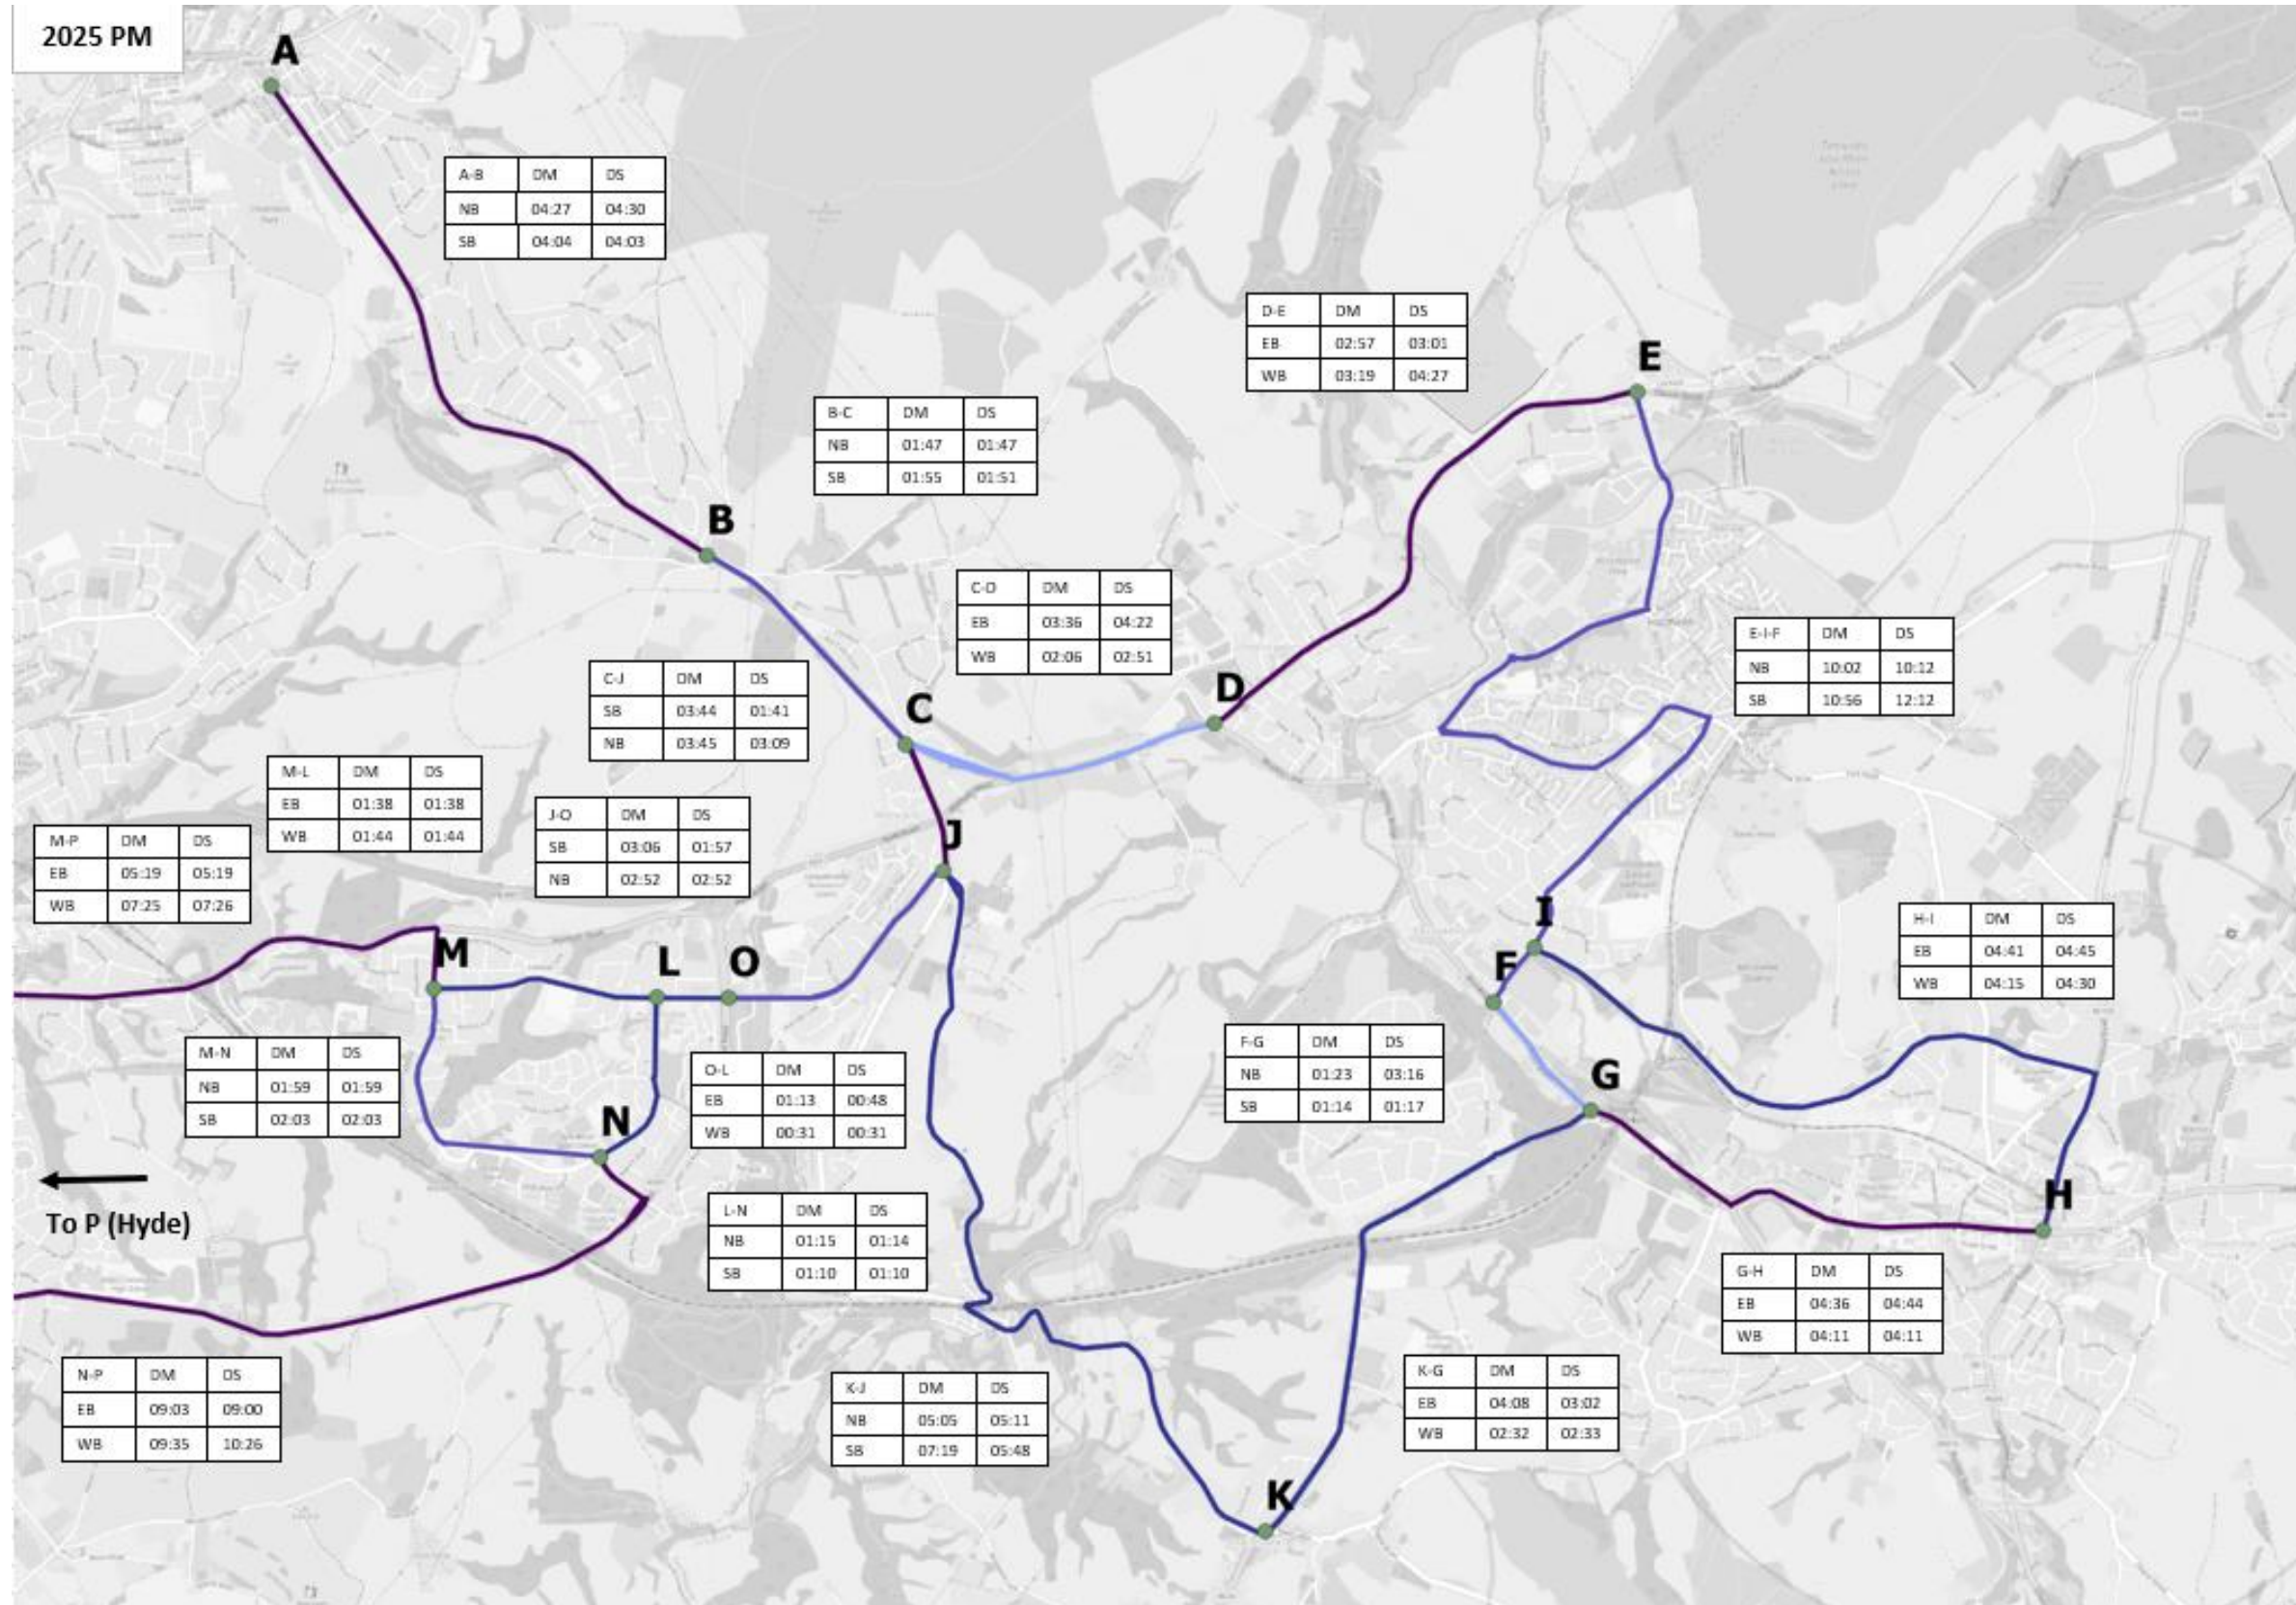 2025 PM
A
A-B DM DS
NB 04:27 04:30
SB 04:04 04:03
D-E DM DS
EB 02:57 03:01
WB 03:19 04:27
E
B-C DM DS
NB 01:47 01:47
SB 01:55 01:51
B
C-D DM DS
EB 03:36 04:22
WB 02:06 02:51
E-I-F DM DS
NB 10:02 10:12
SB 10:56 12:12
C-J DM DS
SB 03:44 01:41
NB 03:45 03:09
C
D
M-L DM DS
EB 01:38 01:38
WB 01:44 01:44
J-O DM DS
SB 03:06 01:57
NB 02:52 02:52
J
M-P DM DS
EB 05:19 05:19
WB 07:25 07:26
M
L
O
I
F
H-I DM DS
EB 04:41 04:45
WB 04:15 04:30
M-N DM DS
NB 01:59 01:59
SB 02:03 02:03
O-L DM DS
EB 01:13 00:48
WB 00:31 00:31
F-G DM DS
NB 01:23 03:16
SB 01:14 01:17
G
N
To P (Hyde)
L-N DM DS
NB 01:15 01:14
SB 01:10 01:10
H
G-H DM DS
EB 04:36 04:44
WB 04:11 04:11
N-P DM DS
EB 09:03 09:00
WB 09:35 10:26
K-J DM DS
NB 05:05 05:11
SB 07:19 05:48
K-G DM DS
EB 04:08 03:02
WB 02:32 02:33
K